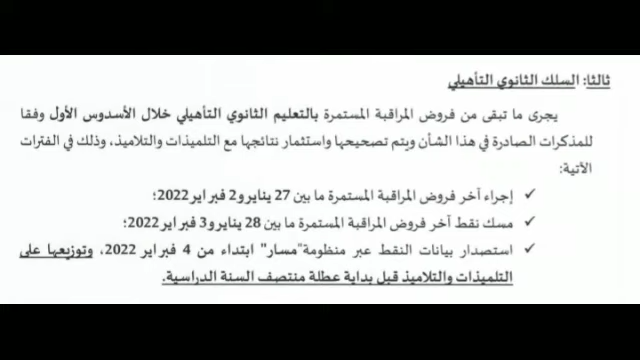 ثالثا: السلك الثانوي التأهيلي
يجرى ما تبقى من فروض المراقبة المستمرة بالتعليم الثانوي التأهيلي خلال الأسدوس الأول وفقا
للمذكرات الصادرة في هذا الشأن ويتم تصحيحها واستثمار نتائجها مع التلميذات والتلاميذ، وذلك في الفترات
الآتية:
✓ إجراء آخر فروض المراقبة المستمرة ما بين 27 يناير و2 فبراير 2022؛
✓ مسك نقط آخر فروض المراقبة المستمرة ما بين 28 يناير و3 فبراير 2022؛
✓ استصدار بيانات النقط عبر منظومة "مسار" ابتداء من 4 فبراير 2022، وتوزيعها على
التلميذات والتلاميذ قبل بداية عطلة منتصف السنة الدراسية.